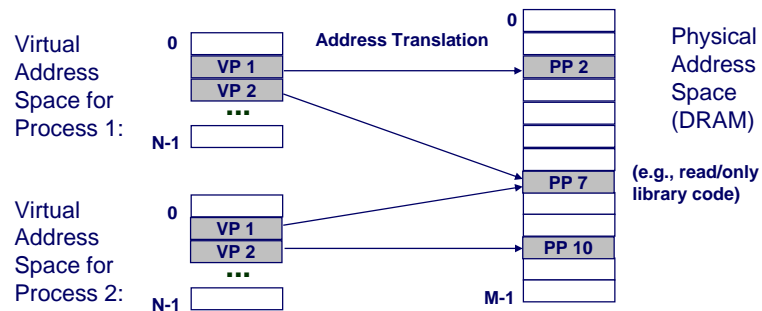 Virtual
Address
Space for
Process 1:
0
VP 1
VP 2
...
N-1
Address Translation
0
PP 2
PP 7
PP 10
M-1
Physical
Address
Space
(DRAM)
(e.g., read/only
library code)
Virtual
Address
Space for
Process 2:
0
VP 1
VP 2
...
N-1